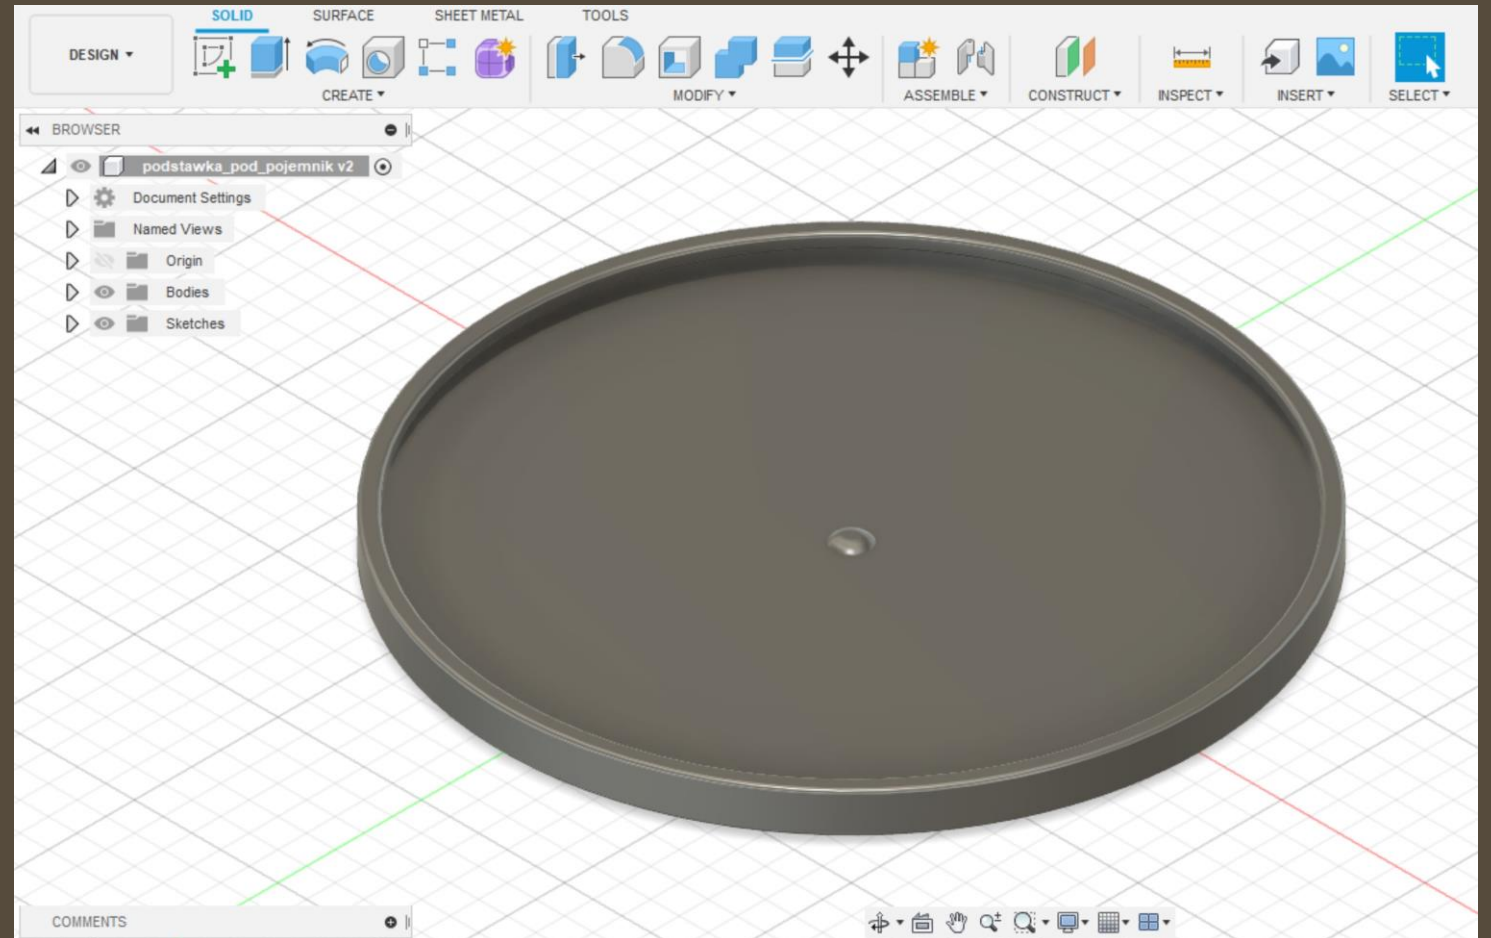 SOLID SURFACE SHEET METAL TOOLS
DESIGN
CREATE MODIFY ASSEMBLE CONSTRUCT INSPECT INSERT SELECT
BROWSER
podstawka_pod_pojemnik v2
Document Settings
Named Views
Origin
Bodies
Sketches
COMMENTS